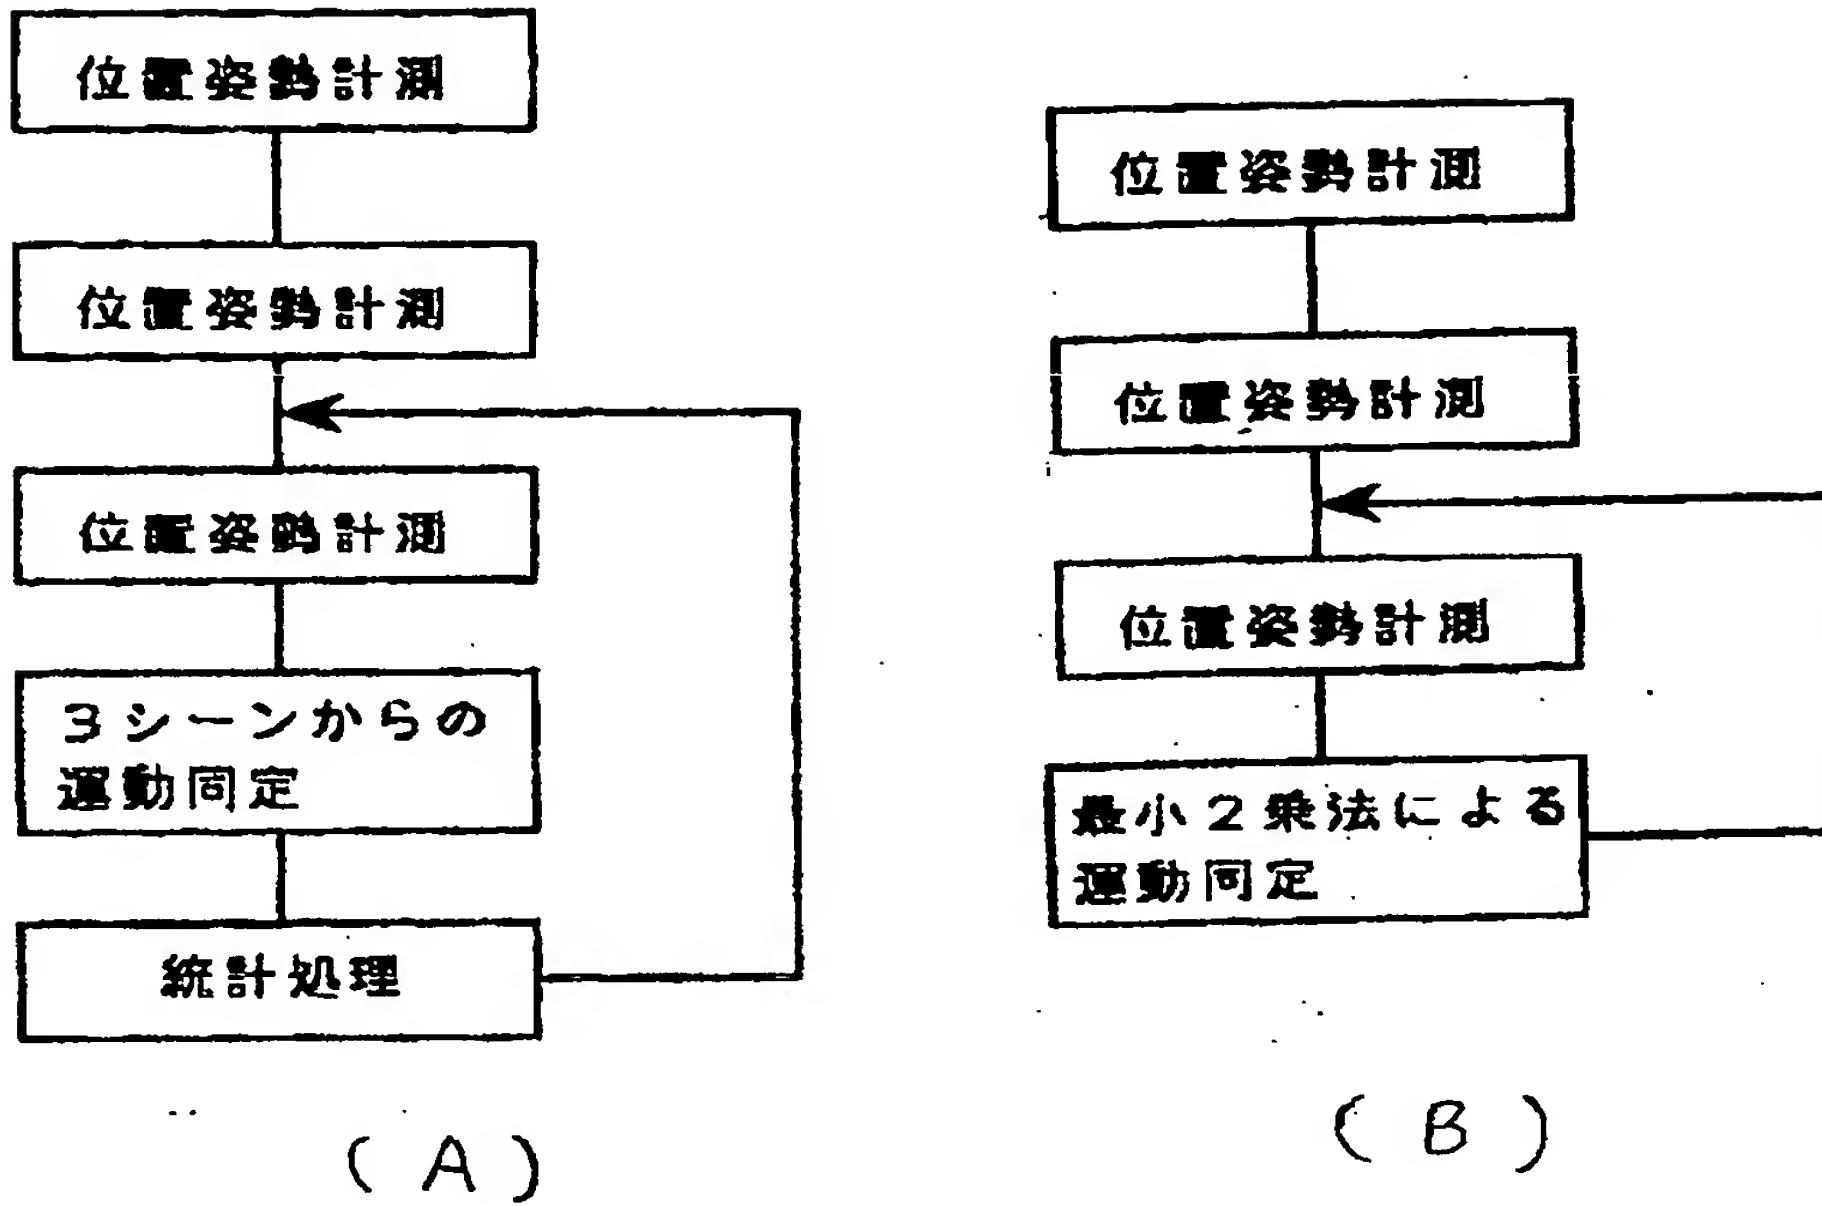 位置姿勢計測
位置姿勢計測
位置姿勢計測
3シーンからの
運動同定
統計処理
(A)
位置姿勢計測
位置姿勢計測
位置姿勢計測
最小2乗法による
運動同定
(B)